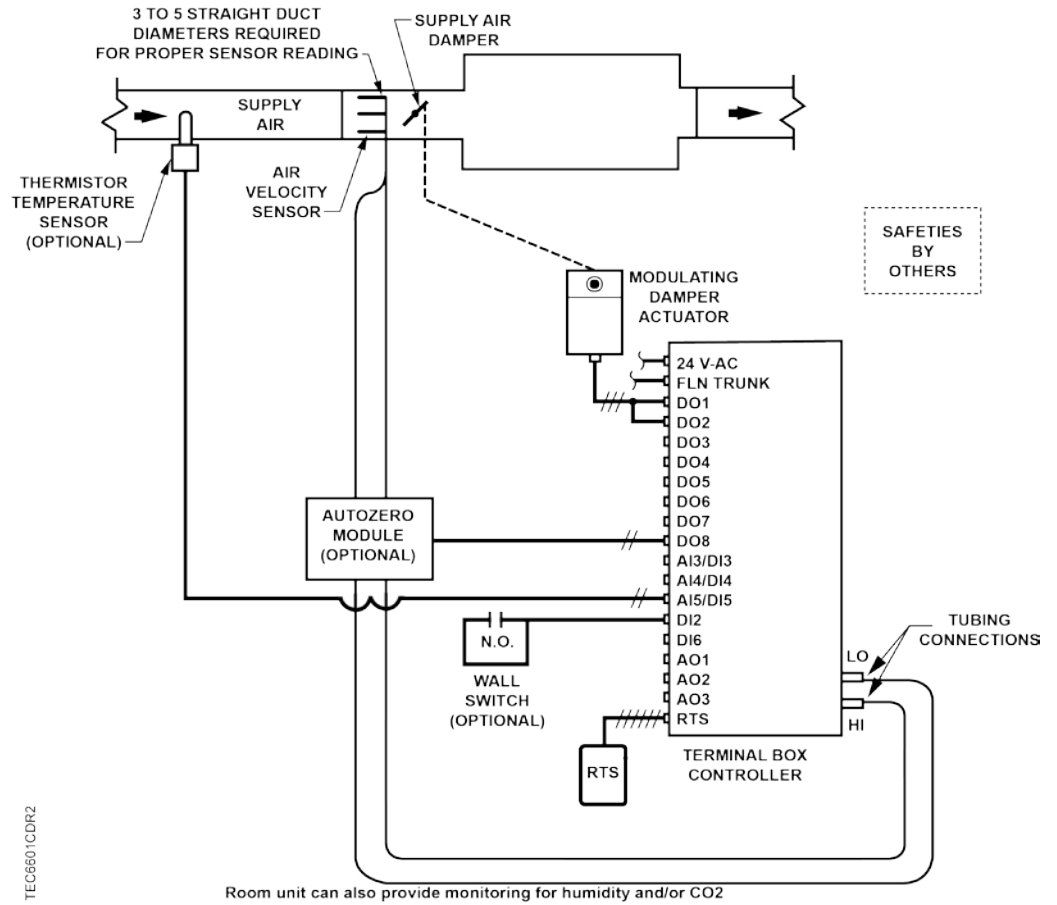 3 TO 5 STRAIGHT DUCT
DIAMETERS REQUIRED
FOR PROPER SENSOR READING
SUPPLY AIR
DAMPER
SUPPLY
AIR
THERMISTOR
TEMPERATURE
SENSOR
(OPTIONAL)
AIR
VELOCITY
SENSOR
SAFETIES
BY
OTHERS
MODULATING
DAMPER
ACTUATOR
24 V-AC
FLN TRUNK
DO1
DO2
DO3
DO4
DO5
DO6
DO7
DO8
AI3/DI3
AI4/DI4
AI5/DI5
DI2
DI6
AO1
AO2
AO3
RTS
AUTOZERO
MODULE
(OPTIONAL)
N.O.
WALL
SWITCH
(OPTIONAL)
TUBING
CONNECTIONS
LO
HI
RTS
TERMINAL BOX
CONTROLLER
TEC6601CDR2
Room unit can also provide monitoring for humidity and/or CO2